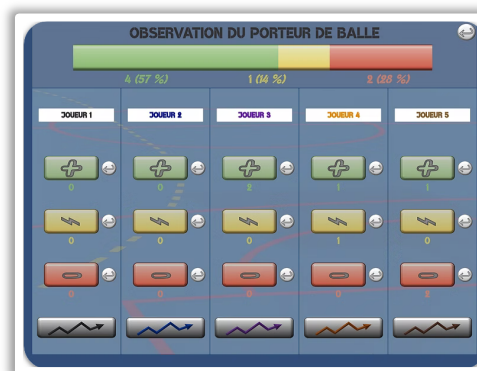 OBSERVATION DU PORTEUR DE BALLE
4 (57 %) 1 (14 %) 2 (28 %)
JOUEUR 1 JOUEUR 2 JOUEUR 3 JOUEUR 4 JOUEUR 5
0 0 2 1 1
0 0 0 1 0
0 0 0 0 2